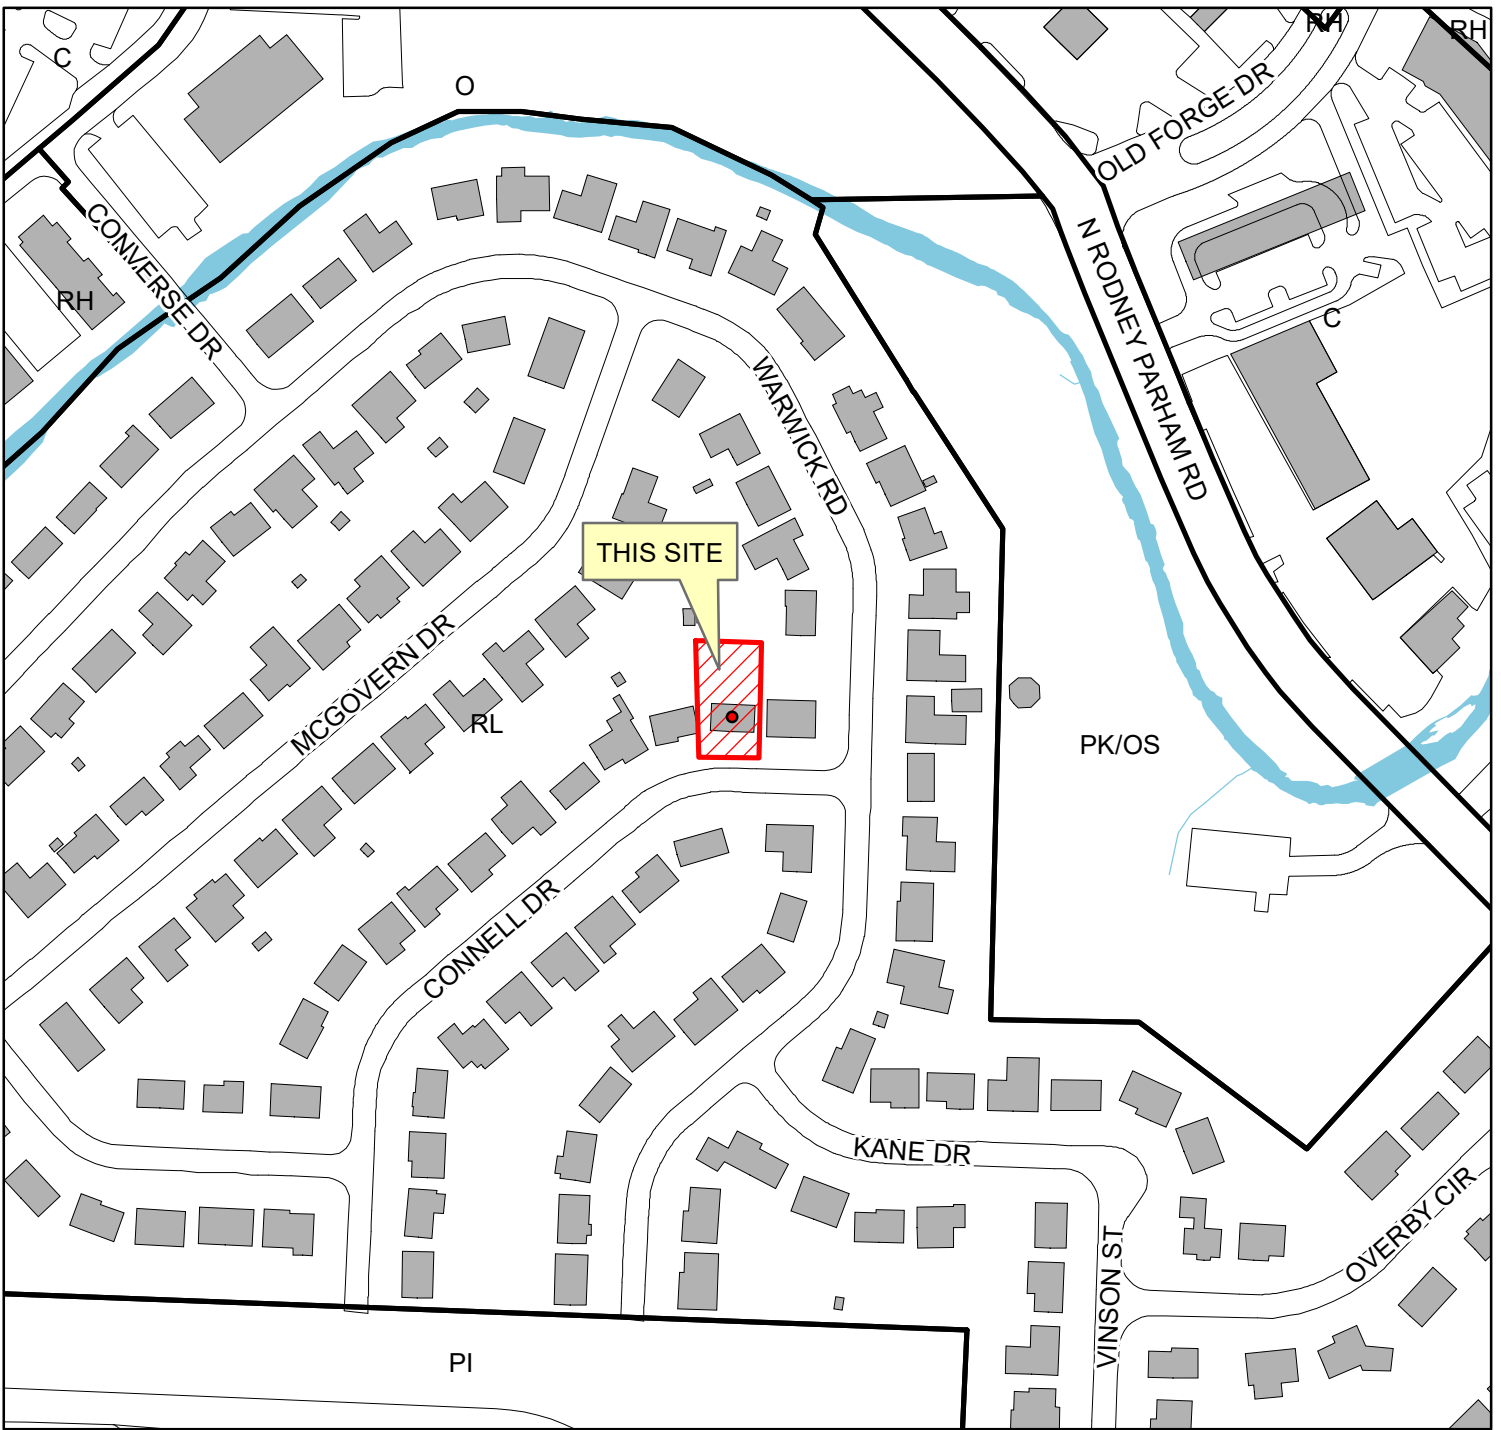 RH
RH
C
O
OLD FORGE DR
CONVERSE DR
N RODNEY PARHAM RD
RH
C
WARWICK RD
THIS SITE
MCGOVERN DR
RL
PK/OS
CONNELL DR
KANE DR
OVERBY CIR
VINSON ST
PI